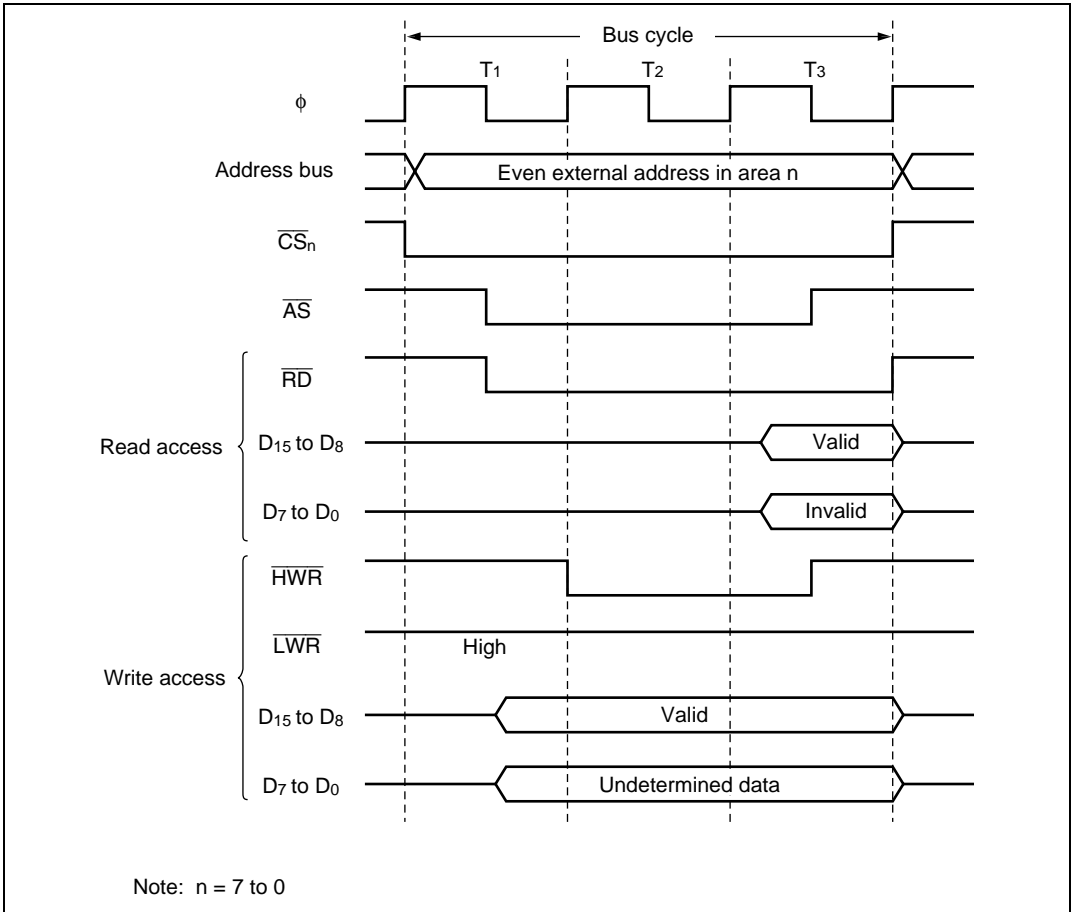 Bus cycle
T1 T2 T3
φ
Address bus Even external address in area n
CSn
AS
RD
Read access D15 to D8 Valid
D7 to D0 Invalid
HWR
LWR High
Write access D15 to D8 Valid
D7 to D0 Undetermined data
Note: n = 7 to 0